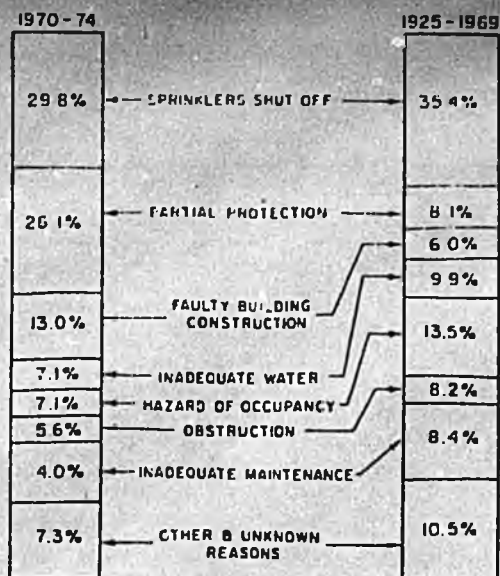 1970-74 1925-1969
29.8% SPRINKLERS SHUT OFF 35.4%
26.1% PARTIAL PROTECTION 8.1%
6.0%
13.0% FAULTY BUILDING CONSTRUCTION 9.9%
13.5%
7.1% INADEQUATE WATER
7.1% HAZARD OF OCCUPANCY 8.2%
5.6% OBSTRUCTION
4.0% INADEQUATE MAINTENANCE 8.4%
7.3% OTHER & UNKNOWN REASONS 10.5%